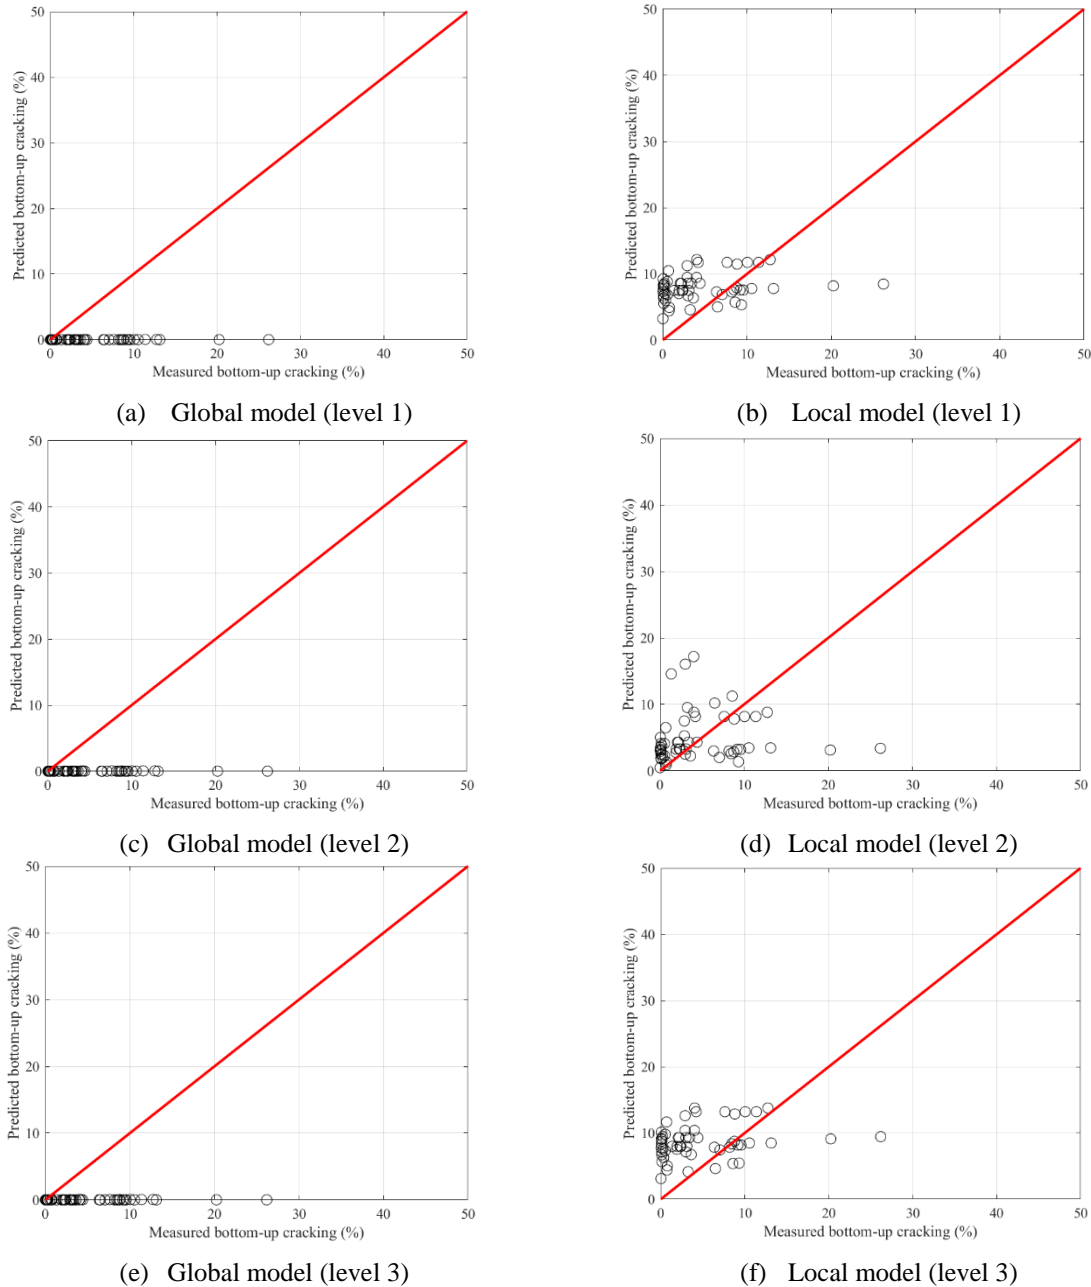 50
40
30
20
10
0
Predicted bottom-up cracking (%)
0 10 20 30 40 50
Measured bottom-up cracking (%)
(a) Global model (level 1)
50
40
30
20
10
0
Predicted bottom-up cracking (%)
0 10 20 30 40 50
Measured bottom-up cracking (%)
(b) Local model (level 1)
50
40
30
20
10
0
Predicted bottom-up cracking (%)
0 10 20 30 40 50
Measured bottom-up cracking (%)
(c) Global model (level 2)
50
40
30
20
10
0
Predicted bottom-up cracking (%)
0 10 20 30 40 50
Measured bottom-up cracking (%)
(d) Local model (level 2)
50
40
30
20
10
0
Predicted bottom-up cracking (%)
0 10 20 30 40 50
Measured bottom-up cracking (%)
(e) Global model (level 3)
50
40
30
20
10
0
Predicted bottom-up cracking (%)
0 10 20 30 40 50
Measured bottom-up cracking (%)
(f) Local model (level 3)